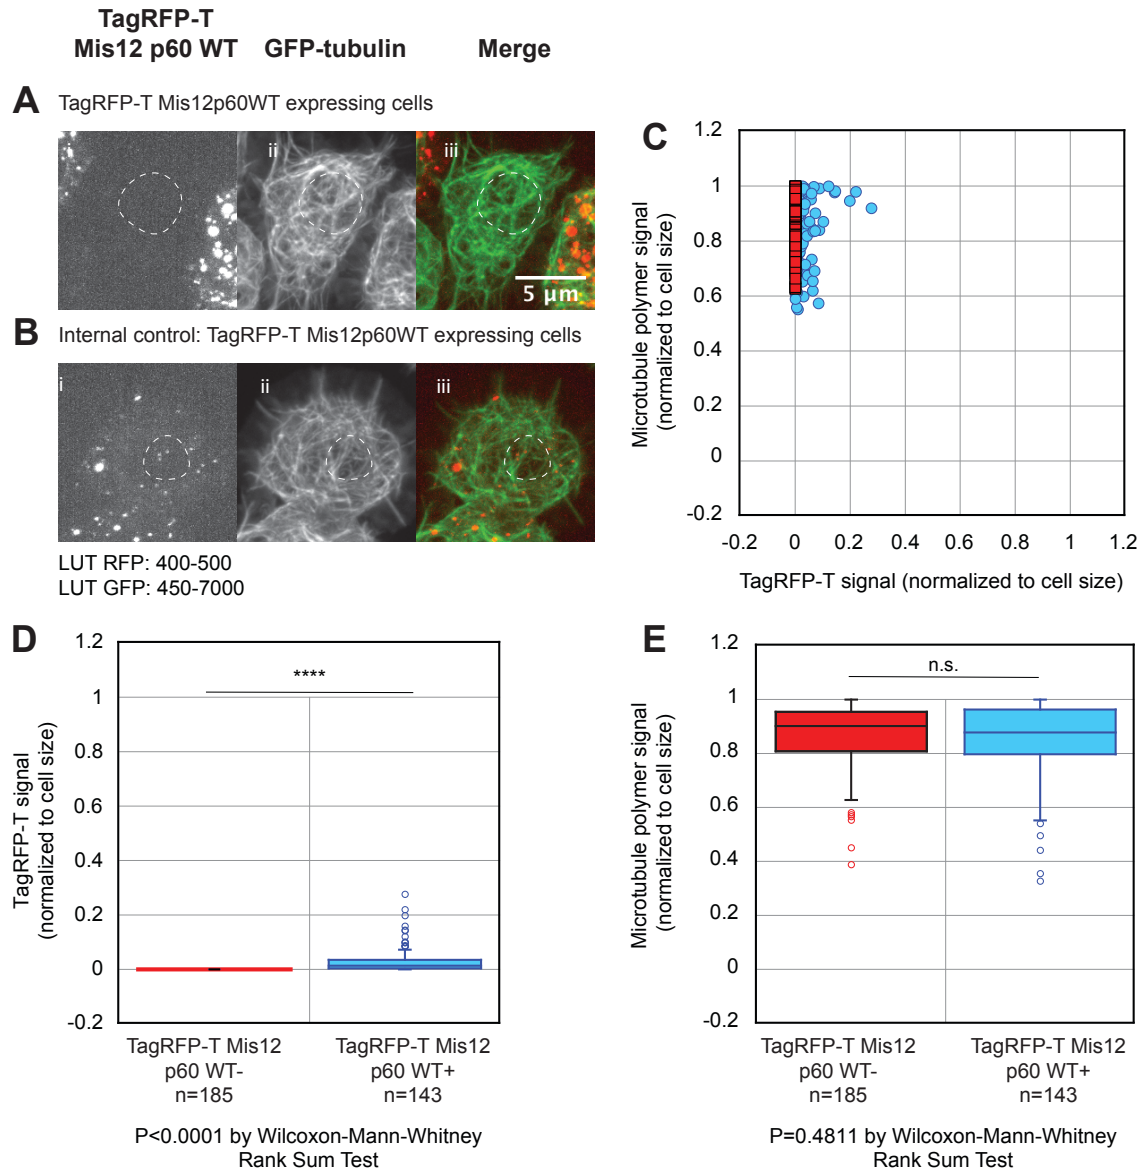 TagRFP-T
Mis12 p60 WT
GFP-tubulin
Merge
A
TagRFP-T Mis12p60WT expressing cells
i
ii
iii
5 µm
B
Internal control: TagRFP-T Mis12p60WT expressing cells
i
ii
iii
LUT RFP: 400-500
LUT GFP: 450-7000
C
1.2
1
0.8
0.6
0.4
0.2
0
-0.2
Microtubule polymer signal
(normalized to cell size)
-0.2
0
0.2
0.4
0.6
0.8
1
1.2
TagRFP-T signal (normalized to cell size)
D
1.2
1
0.8
0.6
0.4
0.2
0
-0.2
TagRFP-T signal
(normalized to cell size)
****
TagRFP-T Mis12
p60 WT-
n=185
TagRFP-T Mis12
p60 WT+
n=143
P<0.0001 by Wilcoxon-Mann-Whitney
Rank Sum Test
E
1.2
1
0.8
0.6
0.4
0.2
0
-0.2
Microtubule polymer signal
(normalized to cell size)
n.s.
TagRFP-T Mis12
p60 WT-
n=185
TagRFP-T Mis12
p60 WT+
n=143
P=0.4811 by Wilcoxon-Mann-Whitney
Rank Sum Test